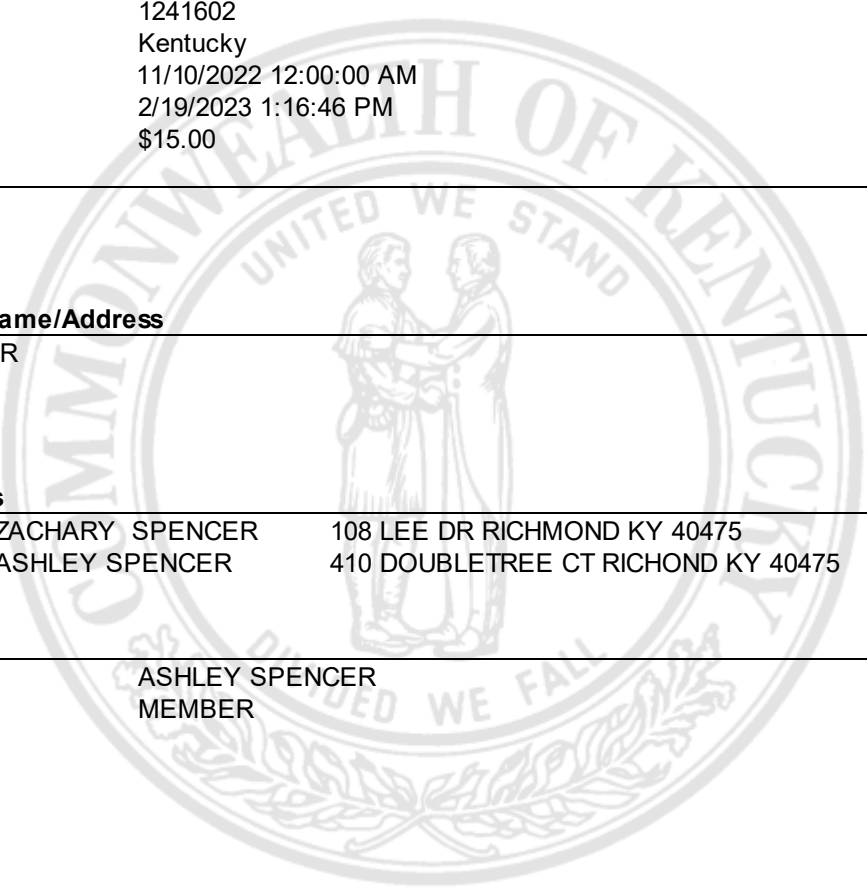 1241602
Kentucky
11/10/2022 12:00:00 AM
2/19/2023 1:16:46 PM
$15.00
ame/Address
R
s
ZACHARY SPENCER 108 LEE DR RICHMOND KY 40475
ASHLEY SPENCER 410 DOUBLETREE CT RICHOND KY 40475
ASHLEY SPENCER
MEMBER
COMMONWEALTH OF KENTUCKY
UNITED WE STAND
DIVIDED WE FALL